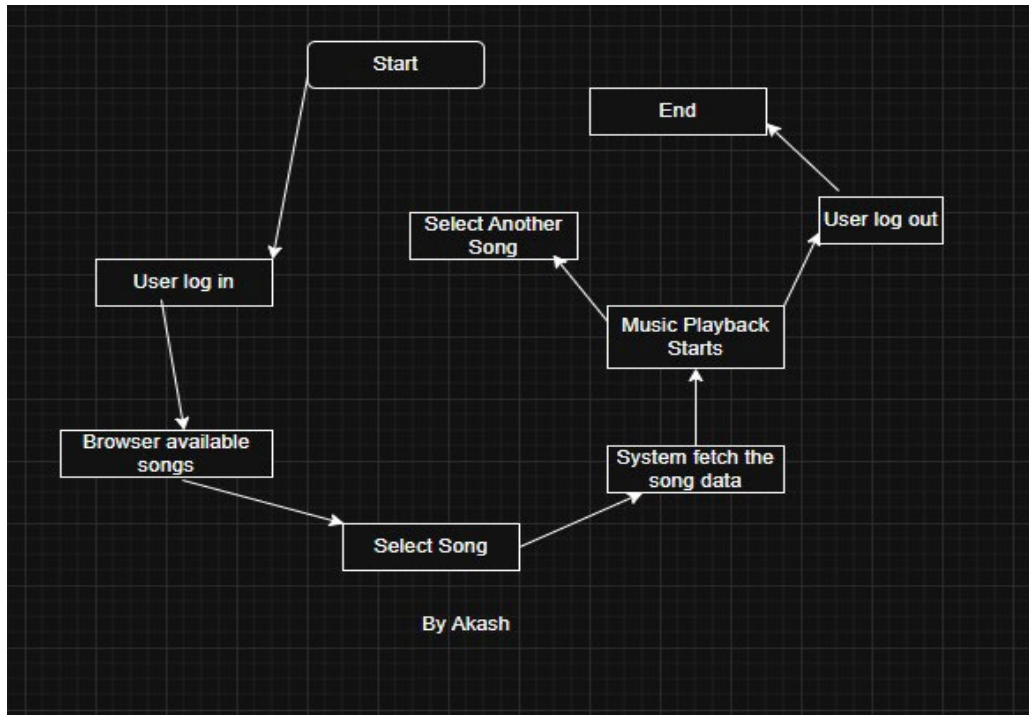 Start
End
Select Another
Song
User log out
User log in
Music Playback
Starts
Browser available
songs
System fetch the
song data
Select Song
By Akash